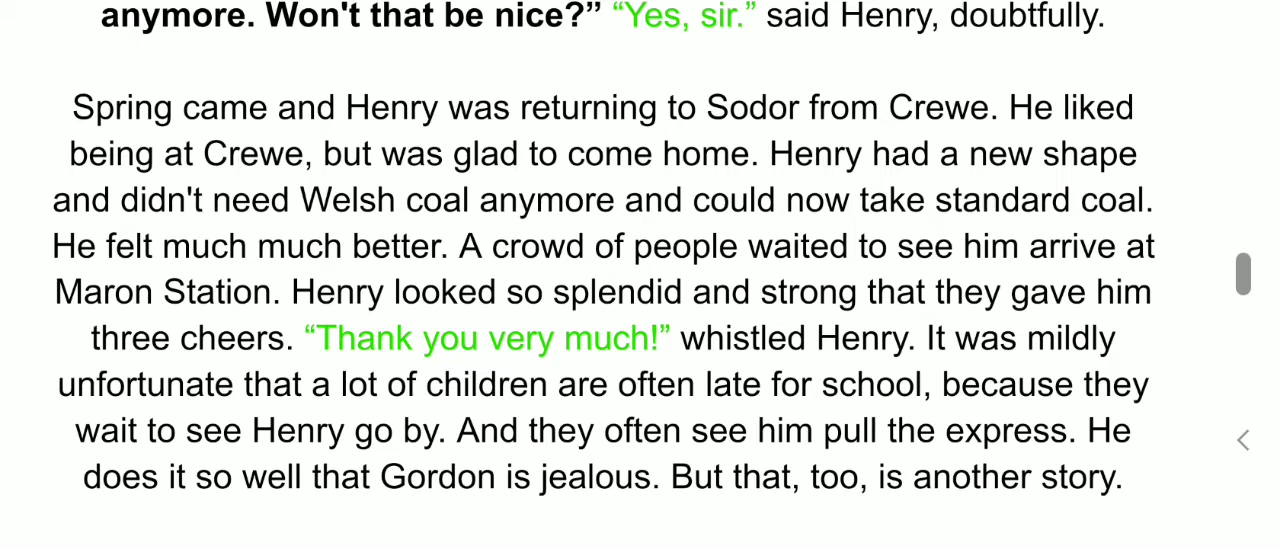 anymore. Won't that be nice?” “Yes, sir.” said Henry, doubtfully.
Spring came and Henry was returning to Sodor from Crewe. He liked
being at Crewe, but was glad to come home. Henry had a new shape
and didn't need Welsh coal anymore and could now take standard coal.
He felt much much better. A crowd of people waited to see him arrive at
Maron Station. Henry looked so splendid and strong that they gave him
three cheers. “Thank you very much!” whistled Henry. It was mildly
unfortunate that a lot of children are often late for school, because they
wait to see Henry go by. And they often see him pull the express. He
does it so well that Gordon is jealous. But that, too, is another story.